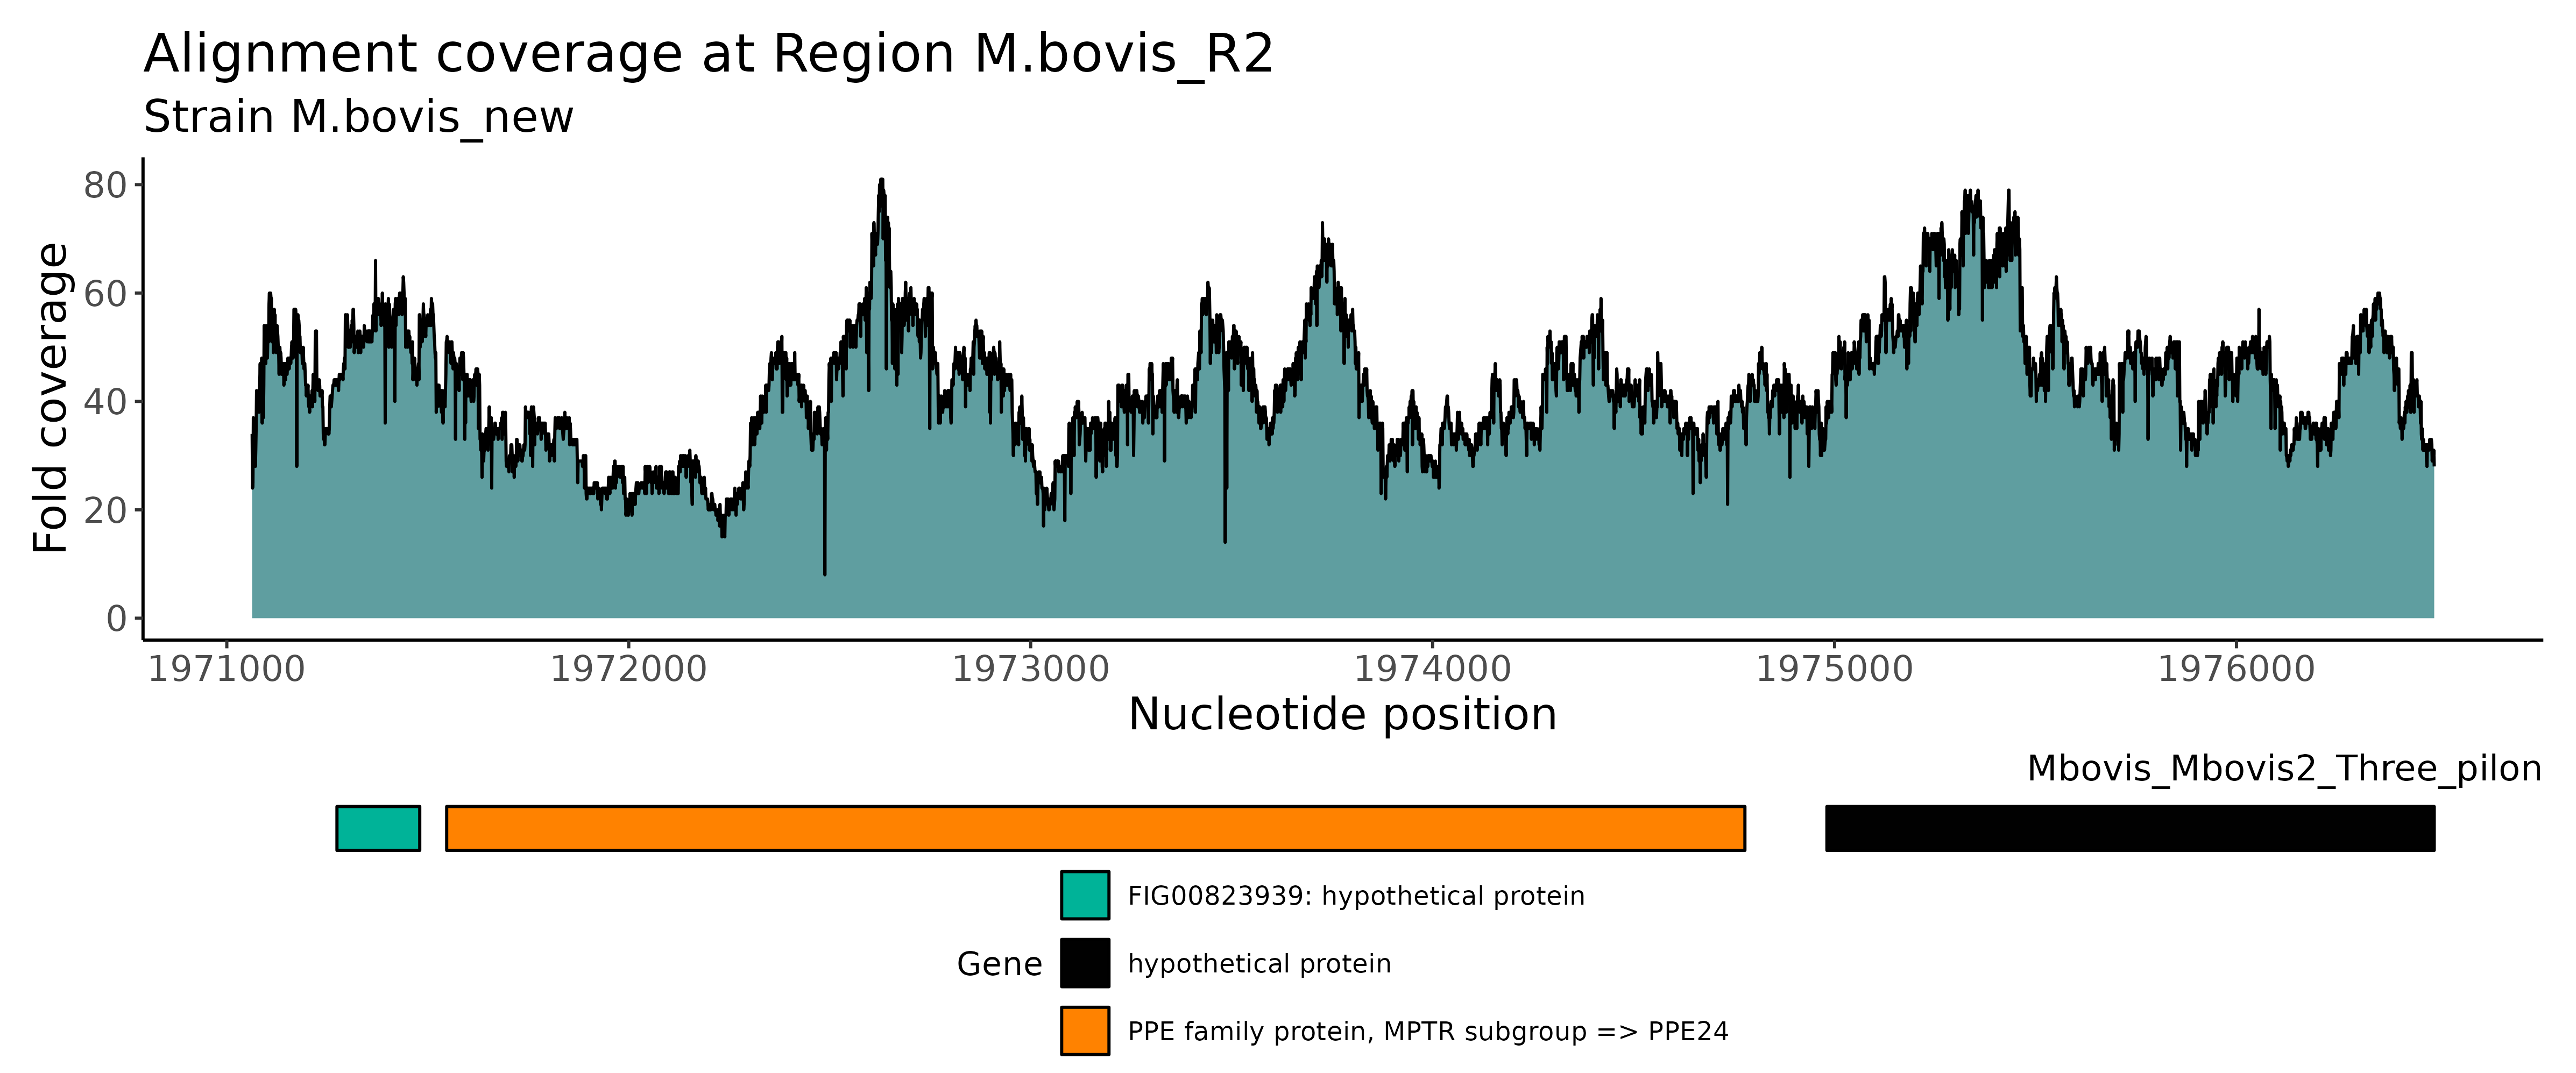 Alignment coverage at Region M.bovis_R2
Strain M.bovis_new
Fold coverage
80
60
40
20
0
1971000 1972000 1973000 1974000 1975000 1976000
Nucleotide position
Mbovis_Mbovis2_Three_pilon
Gene
FIG00823939: hypothetical protein
hypothetical protein
PPE family protein, MPTR subgroup => PPE24